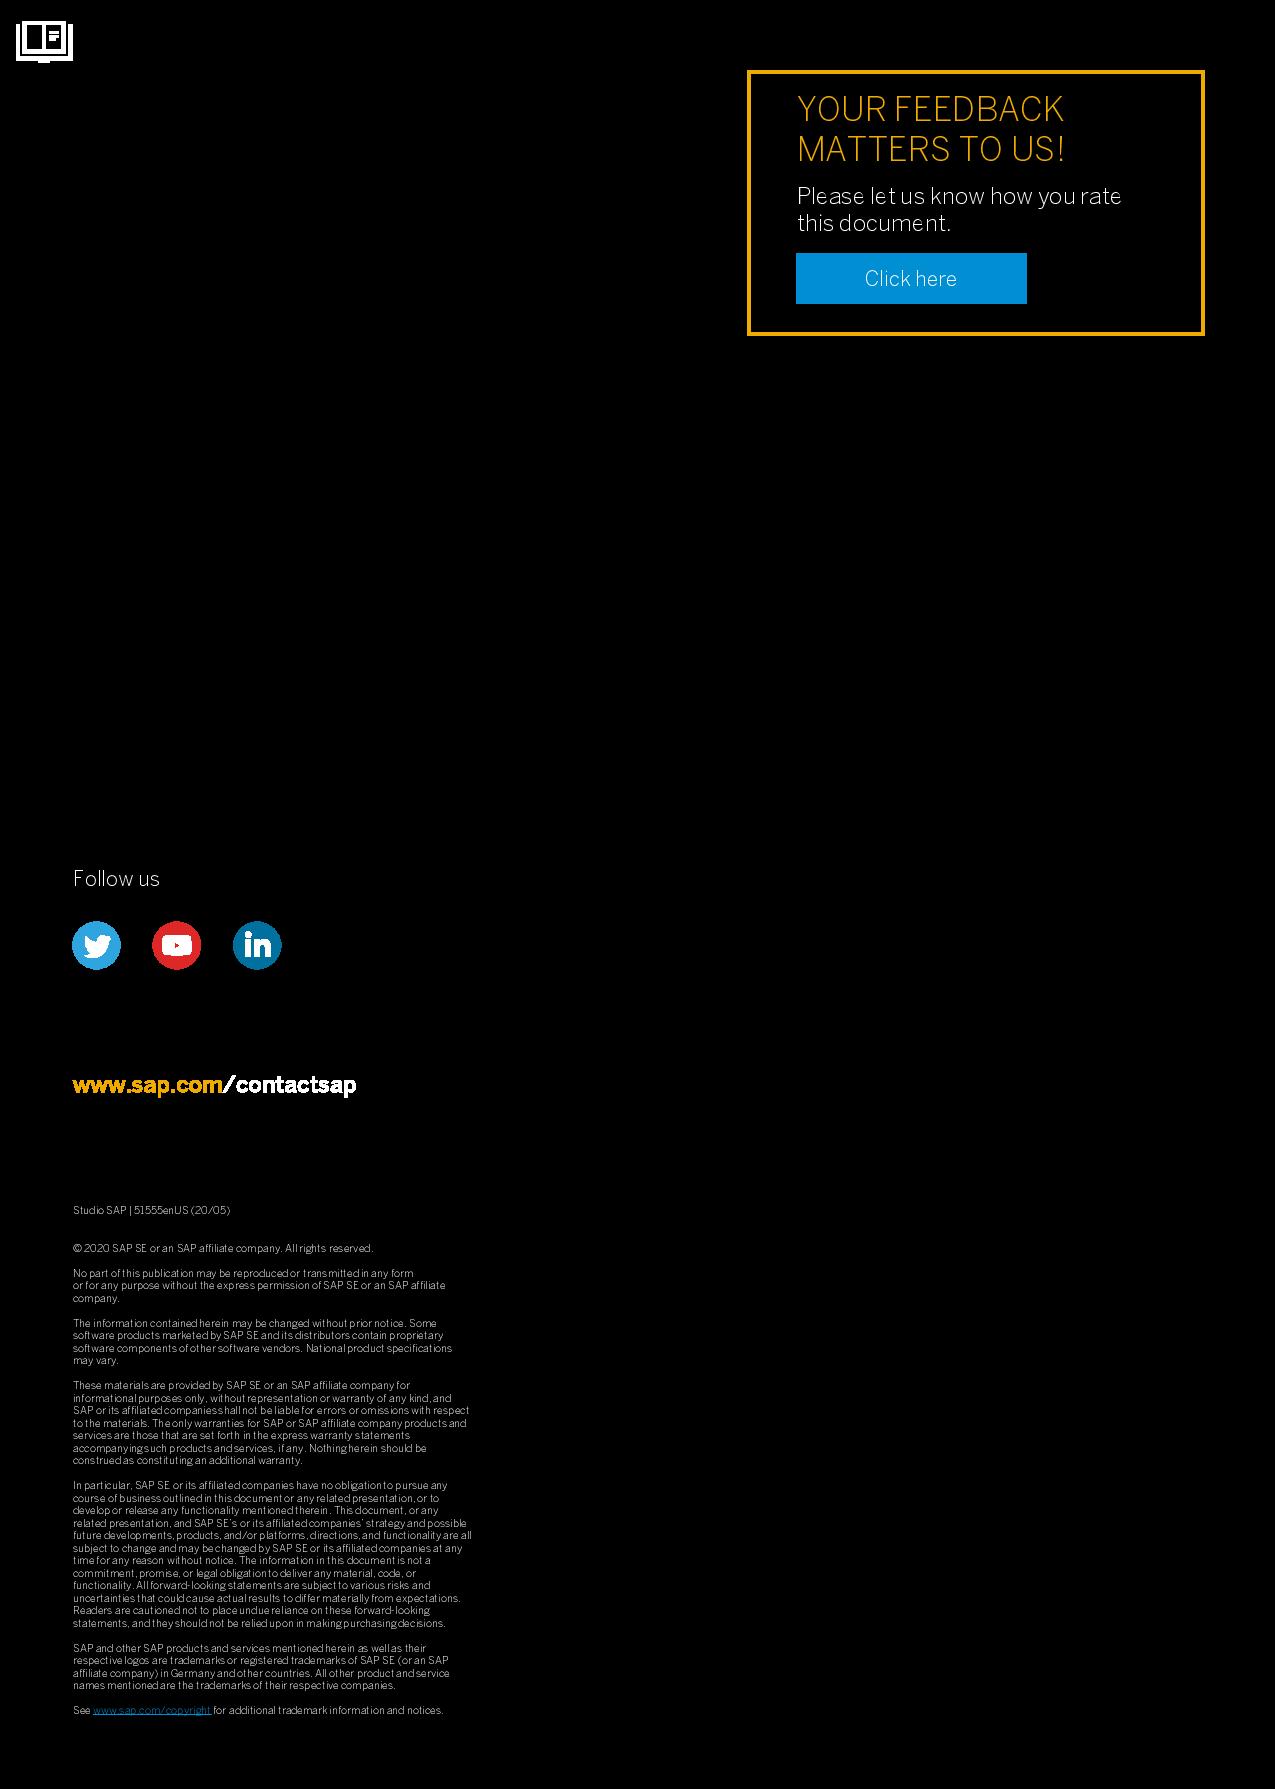 YOUR FEEDBACK
MATTERS TO US!
Please let us know how you rate
this document.
Click here
Follow us
in
www.sap.com/contactsap
Studio SAP | 51555enUS (20/05)
© 2020 SAP SE or an SAP affiliate company. All rights reserved.
No part of this publication may be reproduced or transmitted in any form
or for any purpose without the express permission of SAP SE or an SAP affiliate
company.
The information contained herein may be changed without prior notice. Some
software products marketed by SAP SE and its distributors contain proprietary
software components of other software vendors. National product specifications
may vary.
These materials are provided by SAP SE or an SAP affiliate company for
informational purposes only, without representation or warranty of any kind, and
SAP or its affiliated companies shall not be liable for errors or omissions with respect
to the materials. The only warranties for SAP or SAP affiliate company products and
services are those that are set forth in the express warranty statements
accompanying such products and services, if any. Nothing herein should be
construed as constituting an additional warranty.
In particular, SAP SE or its affiliated companies have no obligation to pursue any
course of business outlined in this document or any related presentation, or to
develop or release any functionality mentioned therein. This document, or any
related presentation, and SAP SE's or its affiliated companies' strategy and possible
future developments, products, and/or platforms, directions, and functionality are all
subject to change and may be changed by SAP SE or its affiliated companies at any
time for any reason without notice. The information in this document is not a
commitment, promise, or legal obligation to deliver any material, code, or
functionality. All forward-looking statements are subject to various risks and
uncertainties that could cause actual results to differ materially from expectations.
Readers are cautioned not to place undue reliance on these forward-looking
statements, and they should not be relied upon in making purchasing decisions.
SAP and other SAP products and services mentioned herein as well as their
respective logos are trademarks or registered trademarks of SAP SE (or an SAP
affiliate company) in Germany and other countries. All other product and service
names mentioned are the trademarks of their respective companies.
See www.sap.com/copyright for additional trademark information and notices.